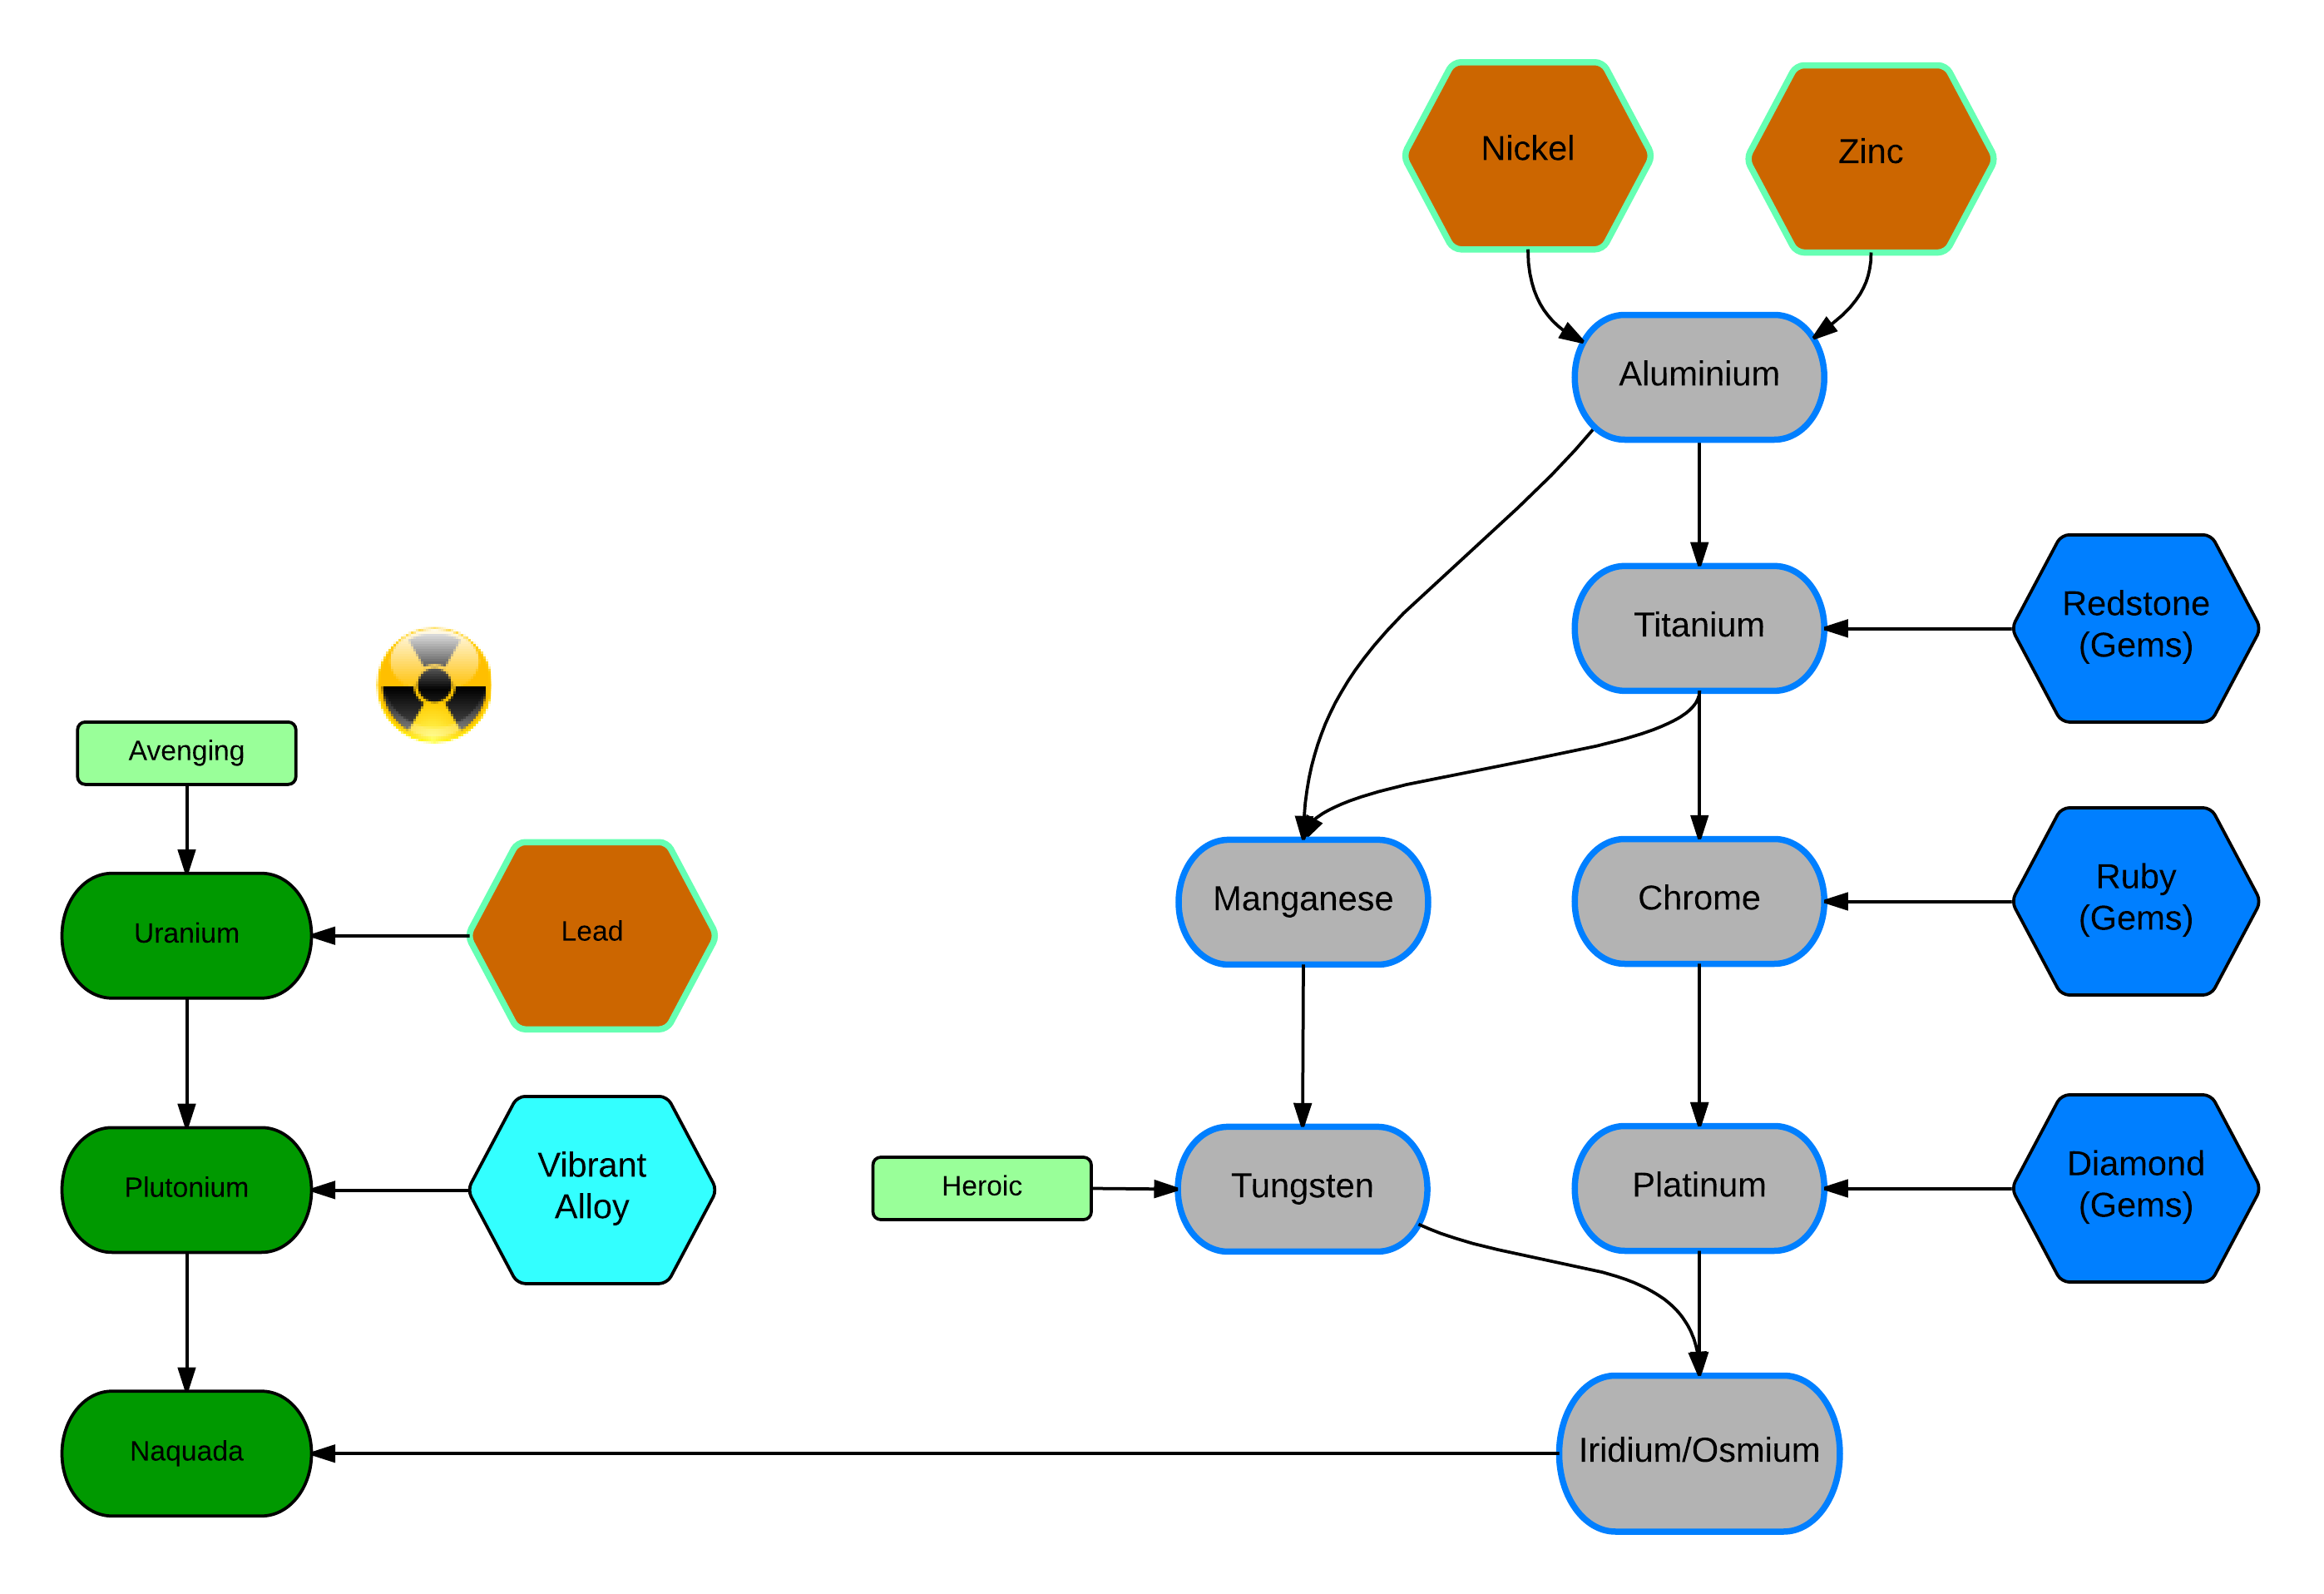 Nickel
Zinc
Aluminium
Redstone
(Gems)
Titanium
Avenging
Ruby
(Gems)
Manganese
Chrome
Uranium
Lead
Vibrant
Alloy
Plutonium
Heroic
Tungsten
Platinum
Diamond
(Gems)
Naquada
Iridium/Osmium